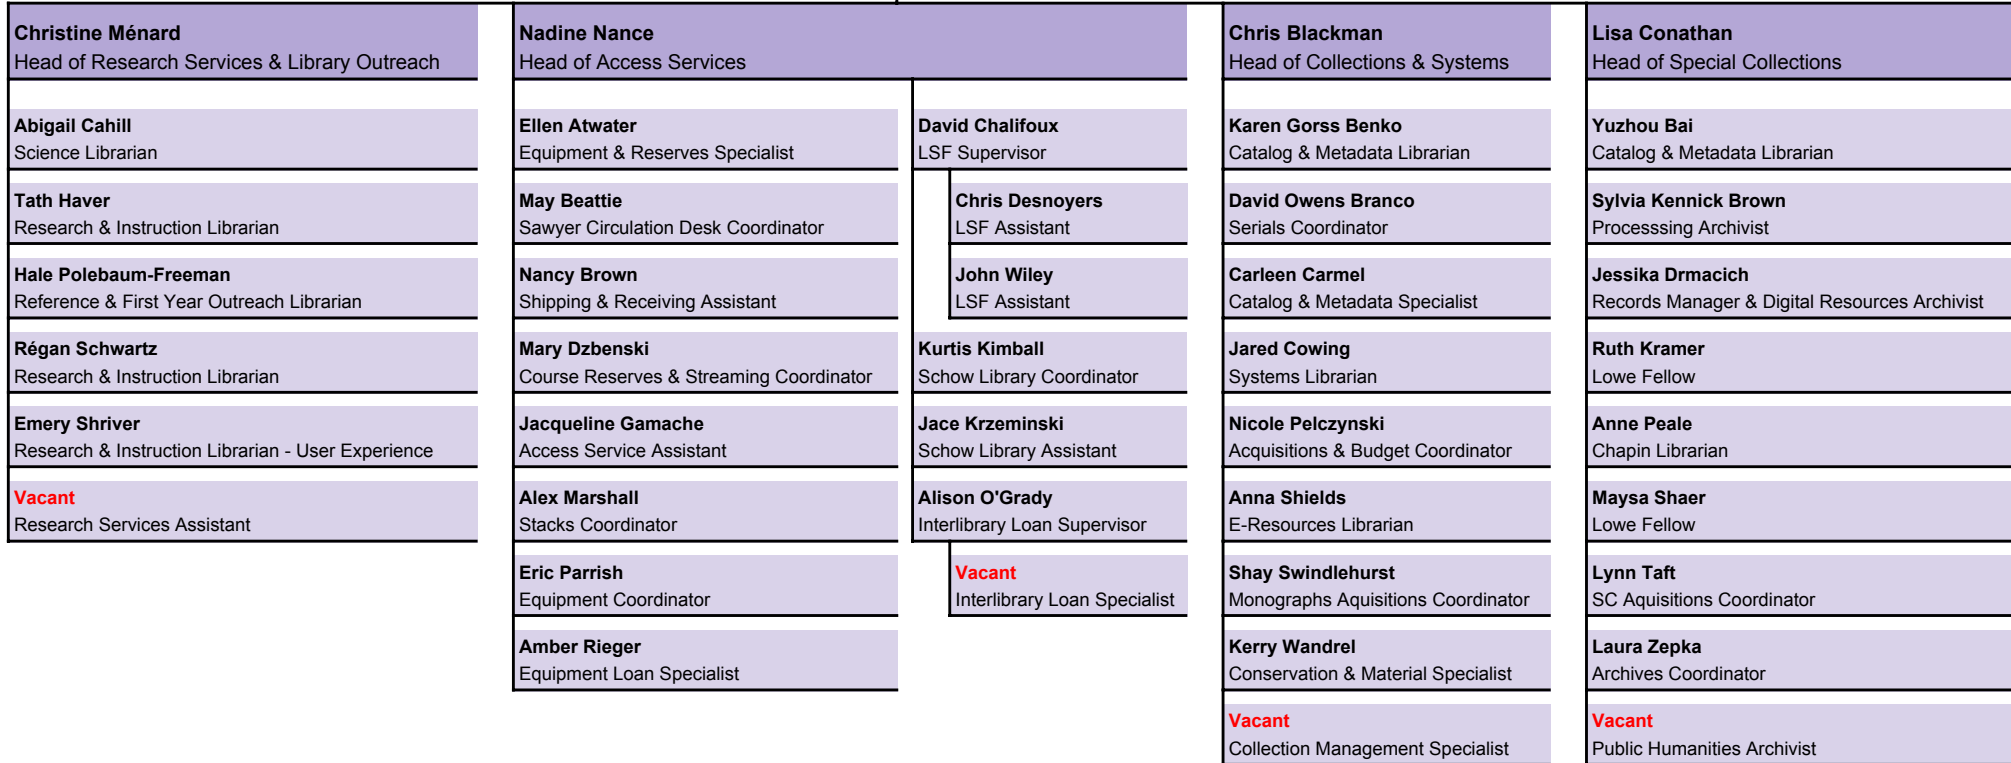 Christine Ménard
Head of Research Services & Library Outreach
Abigail Cahill
Science Librarian
Tath Haver
Research & Instruction Librarian
Hale Polebaum-Freeman
Reference & First Year Outreach Librarian
Régan Schwartz
Research & Instruction Librarian
Emery Shriver
Research & Instruction Librarian - User Experience
Vacant
Research Services Assistant
Nadine Nance
Head of Access Services
Ellen Atwater
Equipment & Reserves Specialist
May Beattie
Sawyer Circulation Desk Coordinator
Nancy Brown
Shipping & Receiving Assistant
Mary Dzbenski
Course Reserves & Streaming Coordinator
Jacqueline Gamache
Access Service Assistant
Alex Marshall
Stacks Coordinator
Eric Parrish
Equipment Coordinator
Amber Rieger
Equipment Loan Specialist
David Chalifoux
LSF Supervisor
Chris Desnoyers
LSF Assistant
John Wiley
LSF Assistant
Kurtis Kimball
Schow Library Coordinator
Jace Krzeminski
Schow Library Assistant
Alison O'Grady
Interlibrary Loan Supervisor
Vacant
Interlibrary Loan Specialist
Chris Blackman
Head of Collections & Systems
Karen Gorss Benko
Catalog & Metadata Librarian
David Owens Branco
Serials Coordinator
Carleen Carmel
Catalog & Metadata Specialist
Jared Cowing
Systems Librarian
Nicole Pelczynski
Acquisitions & Budget Coordinator
Anna Shields
E-Resources Librarian
Shay Swindlehurst
Monographs Aquisitions Coordinator
Kerry Wandrel
Conservation & Material Specialist
Vacant
Collection Management Specialist
Lisa Conathan
Head of Special Collections
Yuzhou Bai
Catalog & Metadata Librarian
Sylvia Kennick Brown
Processsing Archivist
Jessika Drmacich
Records Manager & Digital Resources Archivist
Ruth Kramer
Lowe Fellow
Anne Peale
Chapin Librarian
Maysa Shaer
Lowe Fellow
Lynn Taft
SC Aquisitions Coordinator
Laura Zepka
Archives Coordinator
Vacant
Public Humanities Archivist